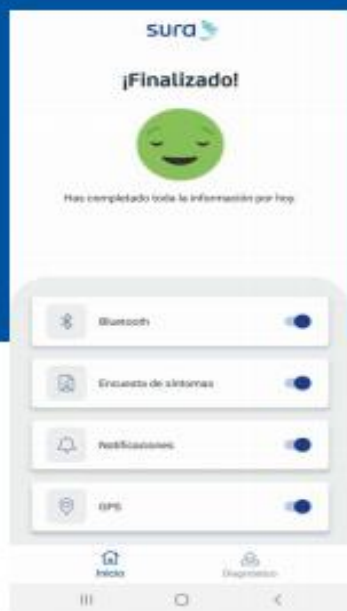 sura
¡Finalizado!
Has completado toda la información por hoy.
Bluetooth
Encuesta de síntomas
Notificaciones
GPS
Inicio
Diagnóstico